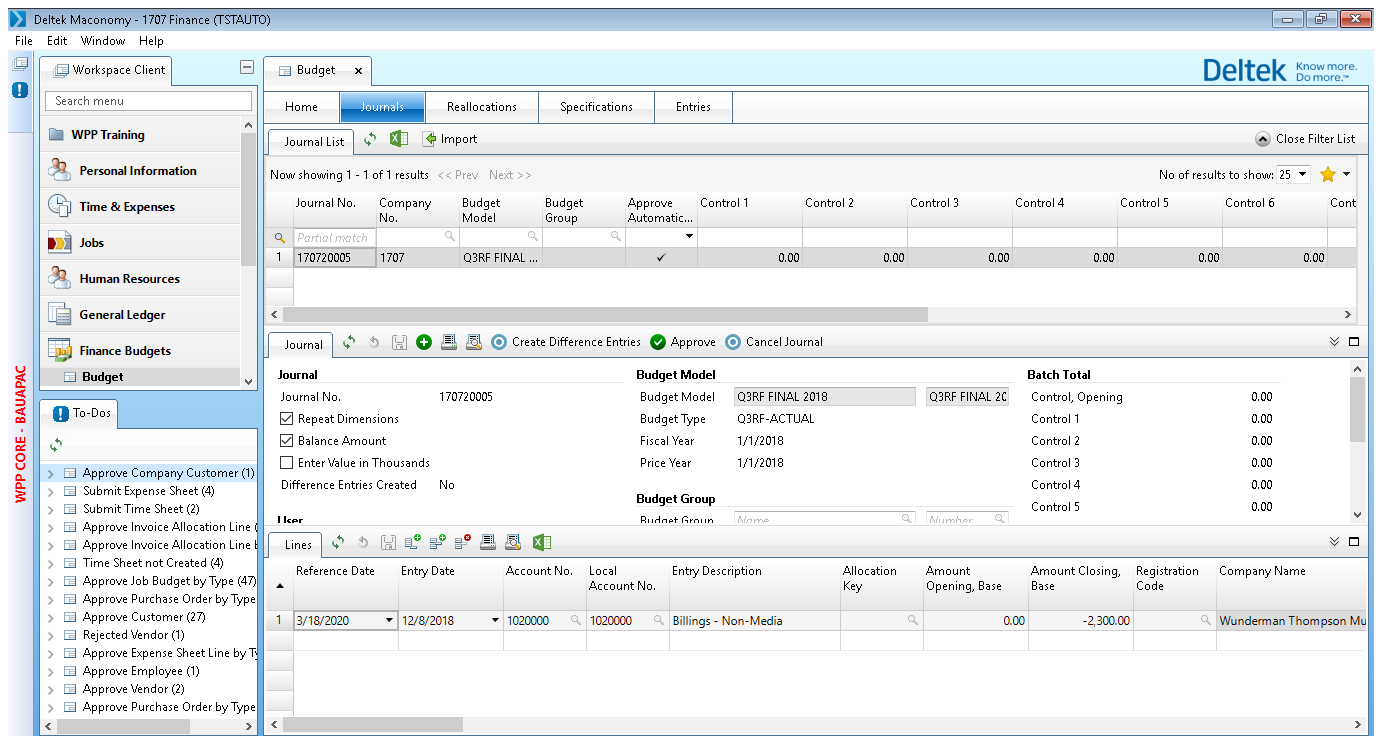 Deltek Maconomy - 1707 Finance (TSTAUTO)
File Edit Window Help
Workspace Client
Budget x
Deltek Know more. Do more.™
Search menu
Home Journals Reallocations Specifications Entries
WPP Training
Personal Information
Time & Expenses
Jobs
Human Resources
General Ledger
Finance Budgets
Budget
WPP CORE - BAUAPAC
Journal List Import Close Filter List
Now showing 1 - 1 of 1 results << Prev Next >> No of results to show: 25
Journal No. Company No. Budget Model Budget Group Approve Automatic... Control 1 Control 2 Control 3 Control 4 Control 5 Control 6 Cont
Partial match
1 170720005 1707 Q3RF FINAL ... ✓ 0.00 0.00 0.00 0.00 0.00 0.00
Journal Create Difference Entries Approve Cancel Journal
Journal Budget Model Batch Total
Journal No. 170720005 Budget Model Q3RF FINAL 2018 Q3RF FINAL 20 Control, Opening 0.00
Repeat Dimensions Budget Type Q3RF-ACTUAL Control 1 0.00
Balance Amount Fiscal Year 1/1/2018 Control 2 0.00
Enter Value in Thousands Price Year 1/1/2018 Control 3 0.00
Difference Entries Created No Control 4 0.00
Budget Group Control 5 0.00
User Budget Group Name Number
To-Dos
Approve Company Customer (1)
Submit Expense Sheet (4)
Submit Time Sheet (2)
Approve Invoice Allocation Line (
Approve Invoice Allocation Line
Time Sheet not Created (4)
Approve Job Budget by Type (47)
Approve Purchase Order by Type
Approve Customer (27)
Rejected Vendor (1)
Approve Expense Sheet Line by Ty
Approve Employee (1)
Approve Vendor (2)
Approve Purchase Order by Type
Lines
Reference Date Entry Date Account No. Local Account No. Entry Description Allocation Key Amount Opening, Base Amount Closing, Base Registration Code Company Name
1 3/18/2020 12/8/2018 1020000 1020000 Billings - Non-Media 0.00 -2,300.00 Wunderman Thompson Mu